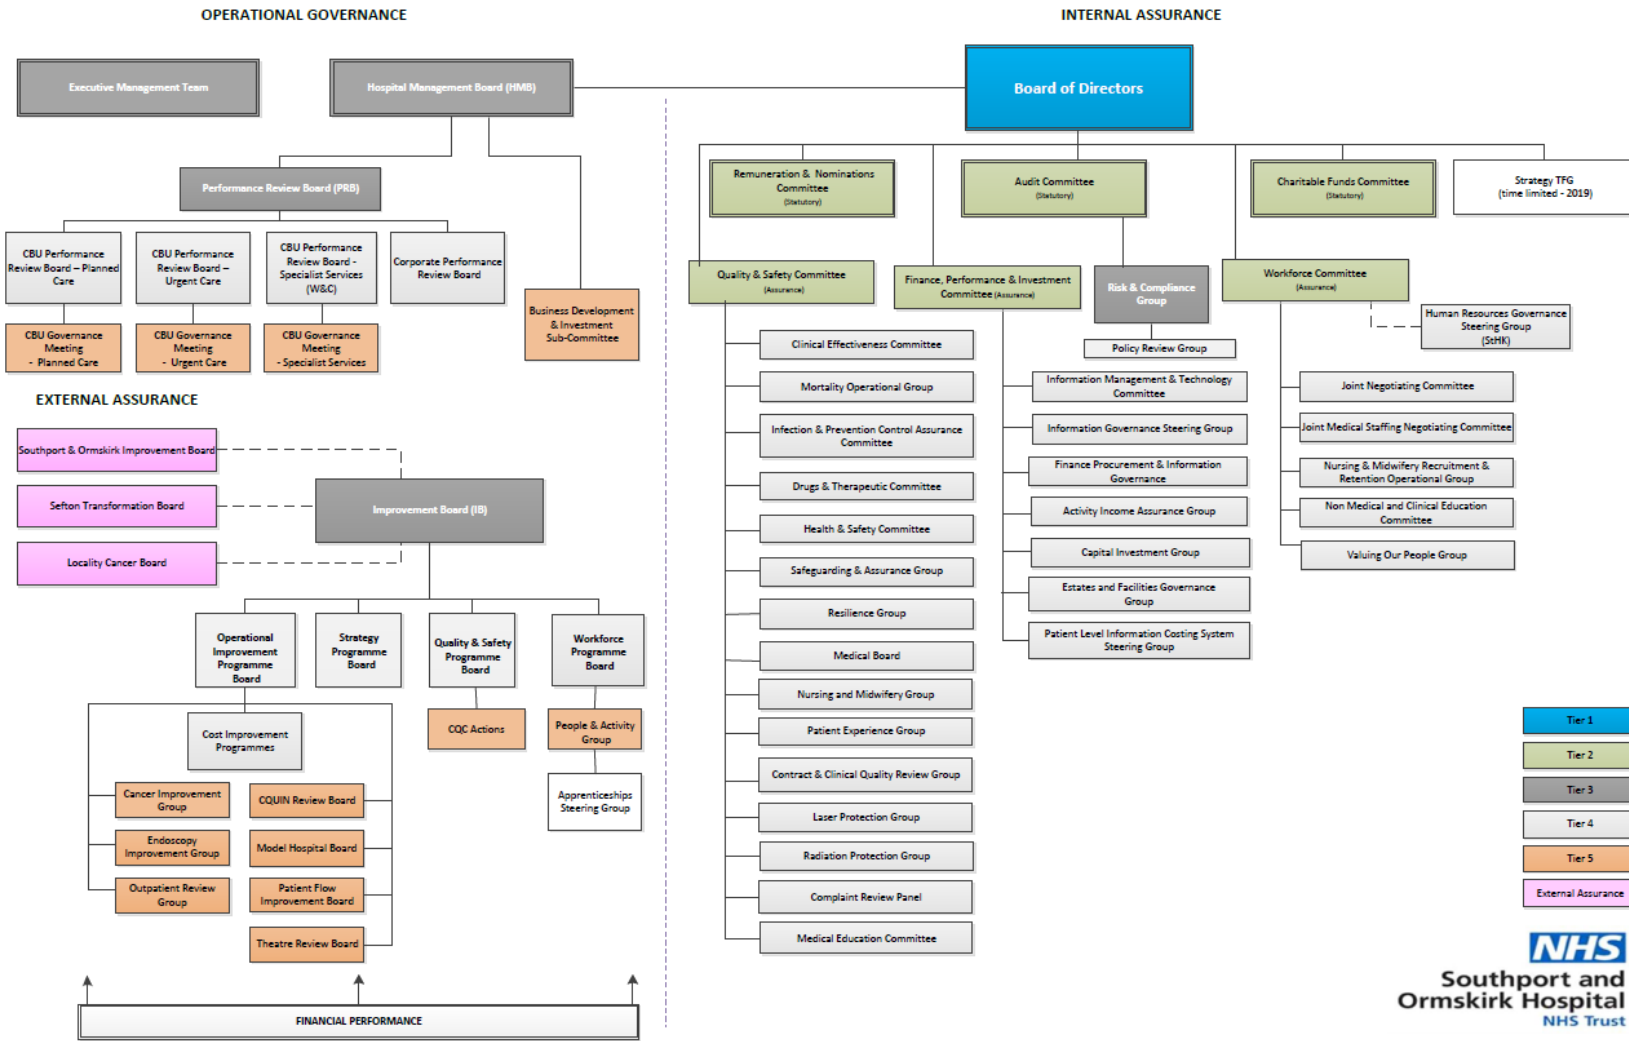 OPERATIONAL GOVERNANCE
INTERNAL ASSURANCE
Executive Management Team
Hospital Management Board (HMB)
Board of Directors
Performance Review Board (PRB)
Remuneration & Nominations
Committee
(Statutory)
Audit Committee
(Statutory)
Charitable Funds Committee
(Statutory)
Strategy TFG
(time limited - 2019)
CBU Performance
Review Board – Planned
Care
CBU Performance
Review Board –
Urgent Care
CBU Performance
Review Board -
Specialist Services
(W&C)
Corporate Performance
Review Board
Business Development
& Investment
Sub-Committee
CBU Governance
Meeting
- Planned Care
CBU Governance
Meeting
- Urgent Care
CBU Governance
Meeting
- Specialist Services
Quality & Safety Committee
(Assurance)
Finance, Performance & Investment
Committee (Assurance)
Risk & Compliance
Group
Policy Review Group
Workforce Committee
(Assurance)
Human Resources Governance
Steering Group
(StHK)
Clinical Effectiveness Committee
Mortality Operational Group
Infection & Prevention Control Assurance
Committee
Drugs & Therapeutic Committee
Health & Safety Committee
Safeguarding & Assurance Group
Resilience Group
Medical Board
Nursing and Midwifery Group
Patient Experience Group
Contract & Clinical Quality Review Group
Laser Protection Group
Radiation Protection Group
Complaint Review Panel
Medical Education Committee
Information Management & Technology
Committee
Information Governance Steering Group
Finance Procurement & Information
Governance
Activity Income Assurance Group
Capital Investment Group
Estates and Facilities Governance
Group
Patient Level Information Costing System
Steering Group
Joint Negotiating Committee
Joint Medical Staffing Negotiating Committee
Nursing & Midwifery Recruitment &
Retention Operational Group
Non Medical and Clinical Education
Committee
Valuing Our People Group
EXTERNAL ASSURANCE
Southport & Ormskirk Improvement Board
Sefton Transformation Board
Locality Cancer Board
Improvement Board (IB)
Operational
Improvement
Programme
Board
Strategy
Programme
Board
Quality & Safety
Programme
Board
Workforce
Programme
Board
Cost Improvement
Programmes
CQC Actions
People & Activity
Group
Apprenticeships
Steering Group
Cancer Improvement
Group
Endoscopy
Improvement Group
Outpatient Review
Group
CQUIN Review Board
Model Hospital Board
Patient Flow
Improvement Board
Theatre Review Board
FINANCIAL PERFORMANCE
Tier 1
Tier 2
Tier 3
Tier 4
Tier 5
External Assurance
NHS
Southport and
Ormskirk Hospital
NHS Trust